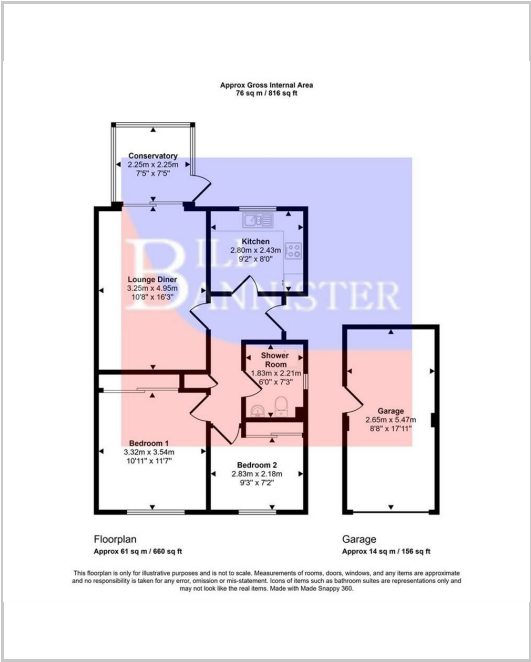 Approx Gross Internal Area
76 sq m / 816 sq ft
Conservatory
2.25m x 2.25m
7'5" x 7'5"
Kitchen
2.80m x 2.43m
9'2" x 8'0"
Lounge Diner
3.25m x 4.95m
10'8" x 16'3"
BILL
BANNISTER
Shower
Room
1.83m x 2.21m
6'0" x 7'3"
Garage
2.65m x 5.47m
8'8" x 17'11"
Bedroom 1
3.32m x 3.54m
10'11" x 11'7"
Bedroom 2
2.83m x 2.18m
9'3" x 7'2"
Floorplan
Approx 61 sq m / 660 sq ft
Garage
Approx 14 sq m / 156 sq ft
This floorplan is only for illustrative purposes and is not to scale. Measurements of rooms, doors, windows, and any items are approximate
and no responsibility is taken for any error, omission or mis-statement. Icons of items such as bathroom suites are representations only and
may not look like the real items. Made with Made Snappy 360.